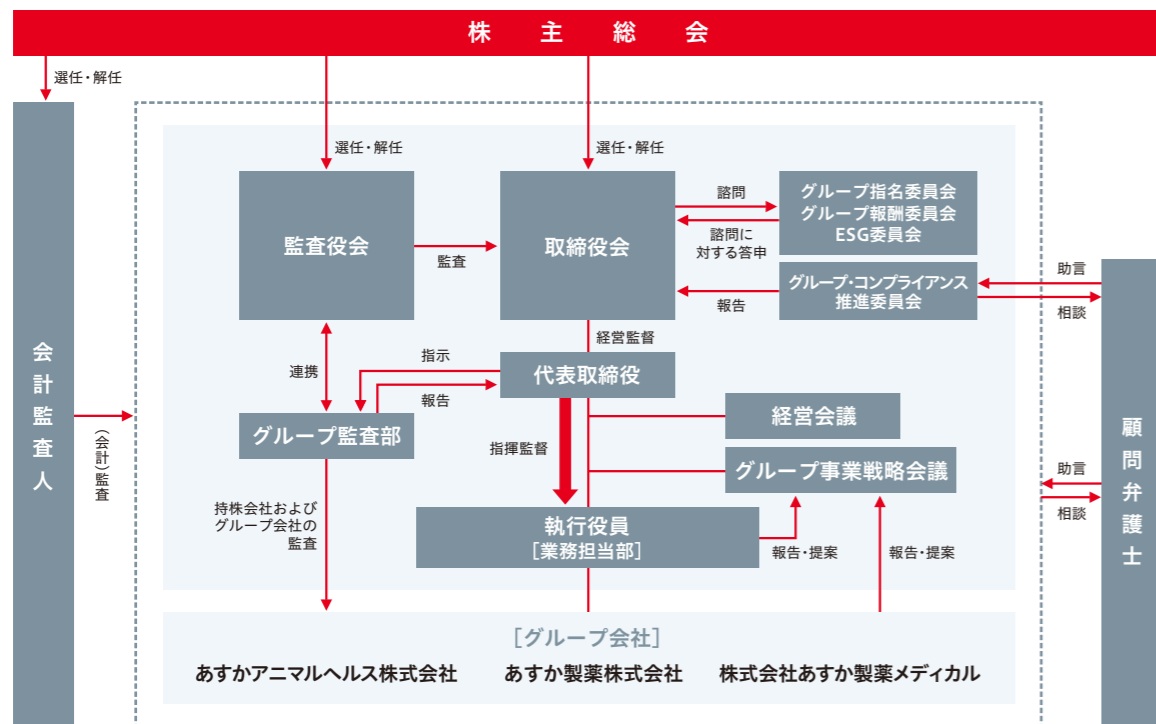 株主総会
選任・解任
選任・解任
選任・解任
会計監査人
(会計)監査
監査役会
監査
取締役会
諮問
諮問に
対する答申
グループ指名委員会
グループ報酬委員会
ESG委員会
報告
グループ・コンプライアンス
推進委員会
助言
相談
顧問弁護士
経営監督
連携
指示
報告
代表取締役
グループ監査部
指揮監督
経営会議
グループ事業戦略会議
助言
相談
持株会社および
グループ会社の
監査
執行役員
[業務担当部]
報告・提案
報告・提案
[グループ会社]
あすかアニマルヘルス株式会社
あすか製薬株式会社
株式会社あすか製薬メディカル